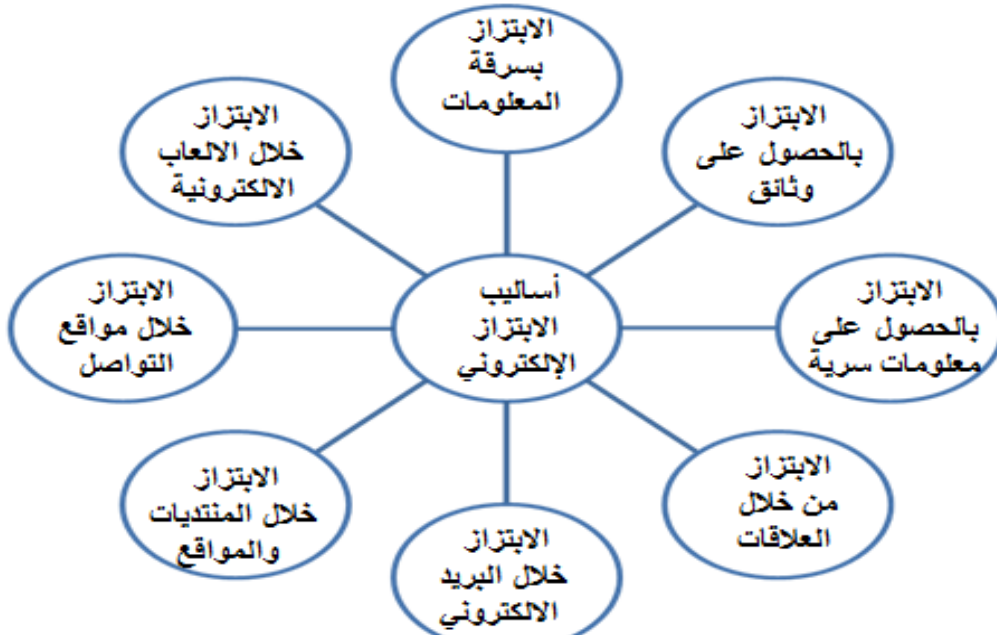 الابتزاز
بسرقة
المعلومات
الابتزاز
بالحصول على
وثائق
الابتزاز
بالحصول على
معلومات سرية
الابتزاز
من خلال
العلاقات
الابتزاز
خلال البريد
الالكتروني
الابتزاز
خلال المنتديات
والمواقع
الابتزاز
خلال مواقع
التواصل
الابتزاز
خلال الالعاب
الالكترونية
أساليب
الابتزاز
الإلكتروني